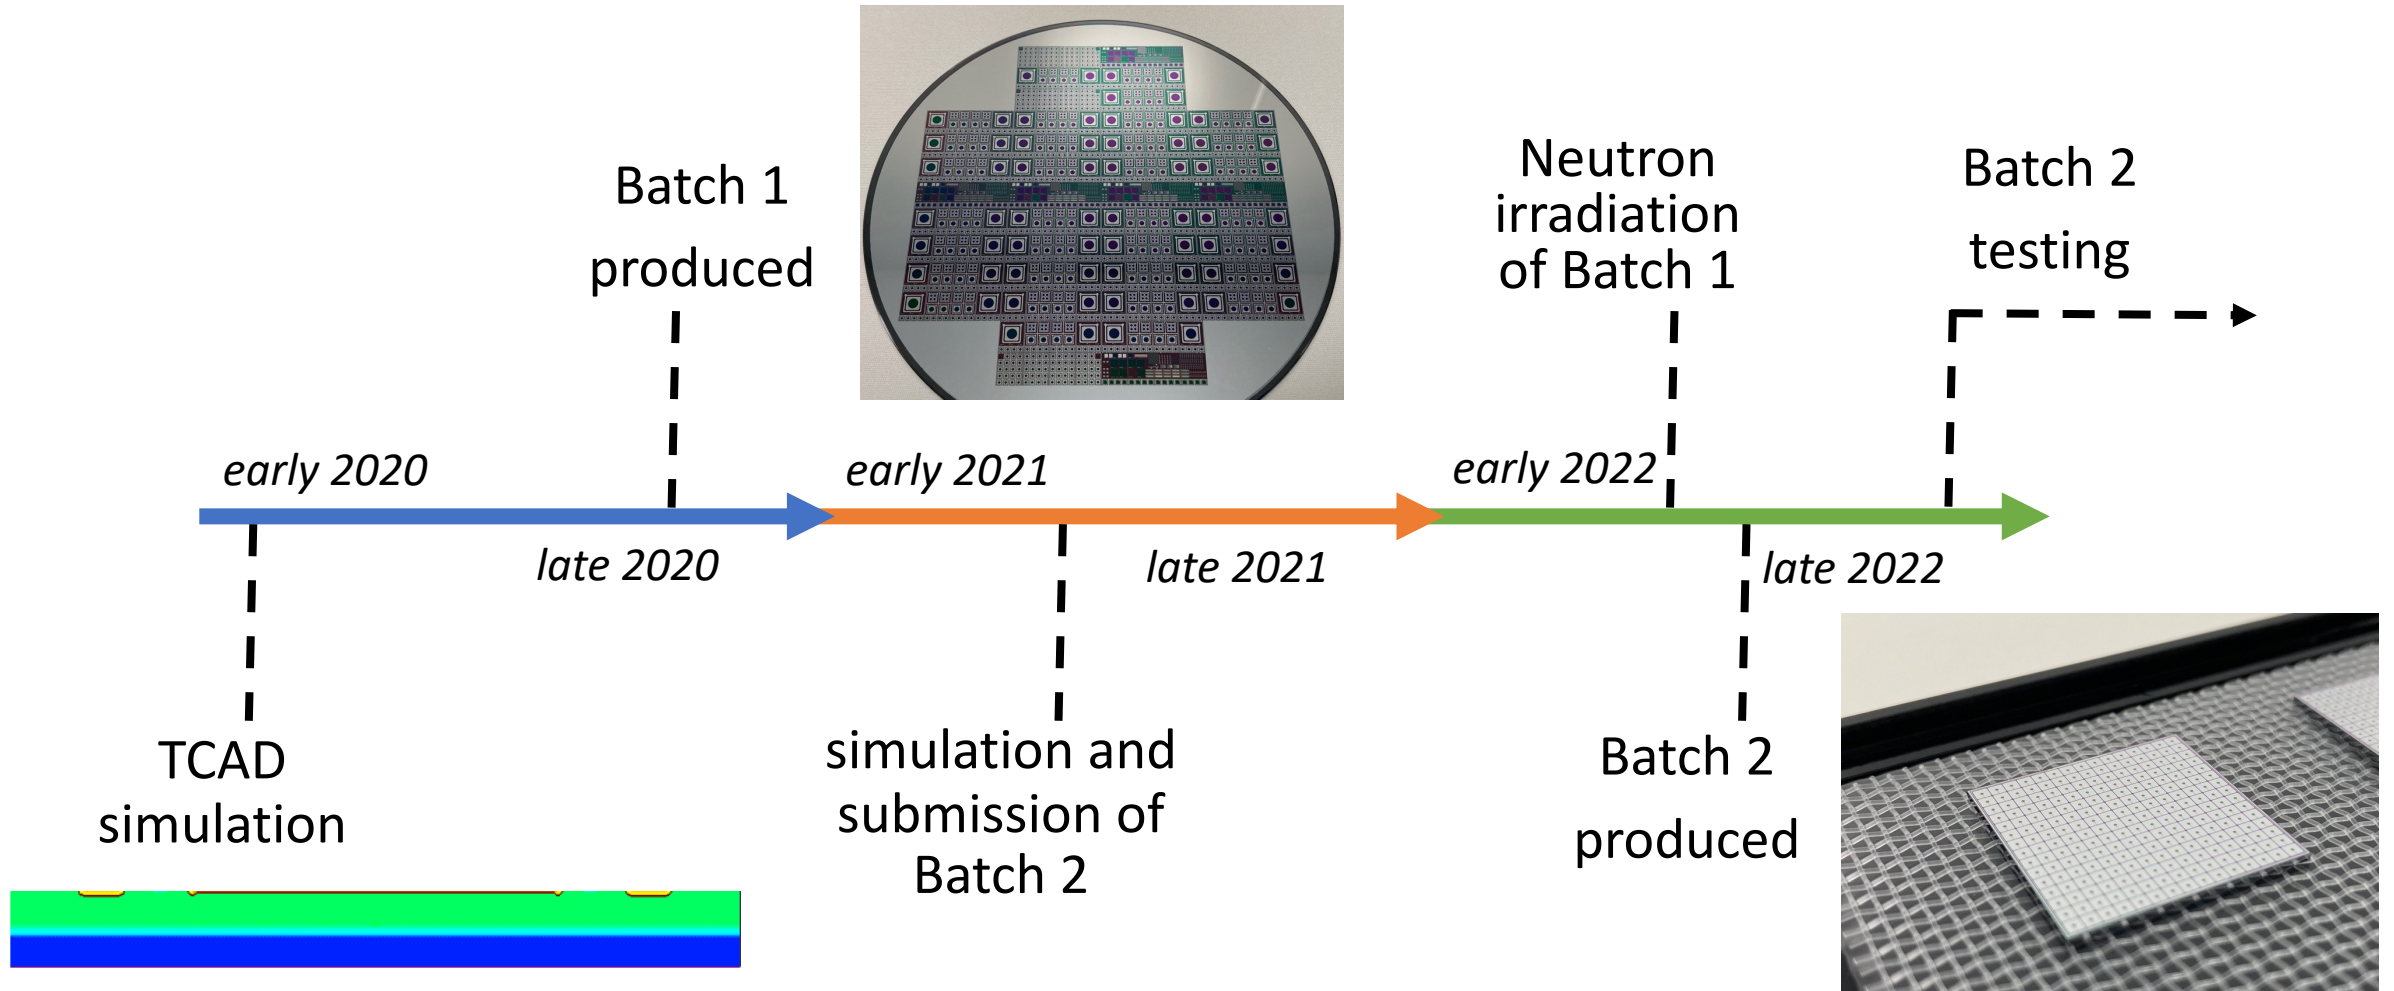 Batch 1
produced
Neutron
irradiation
of Batch 1
Batch 2
testing
early 2020
early 2021
early 2022
late 2020
late 2021
late 2022
TCAD
simulation
simulation and
submission of
Batch 2
Batch 2
produced